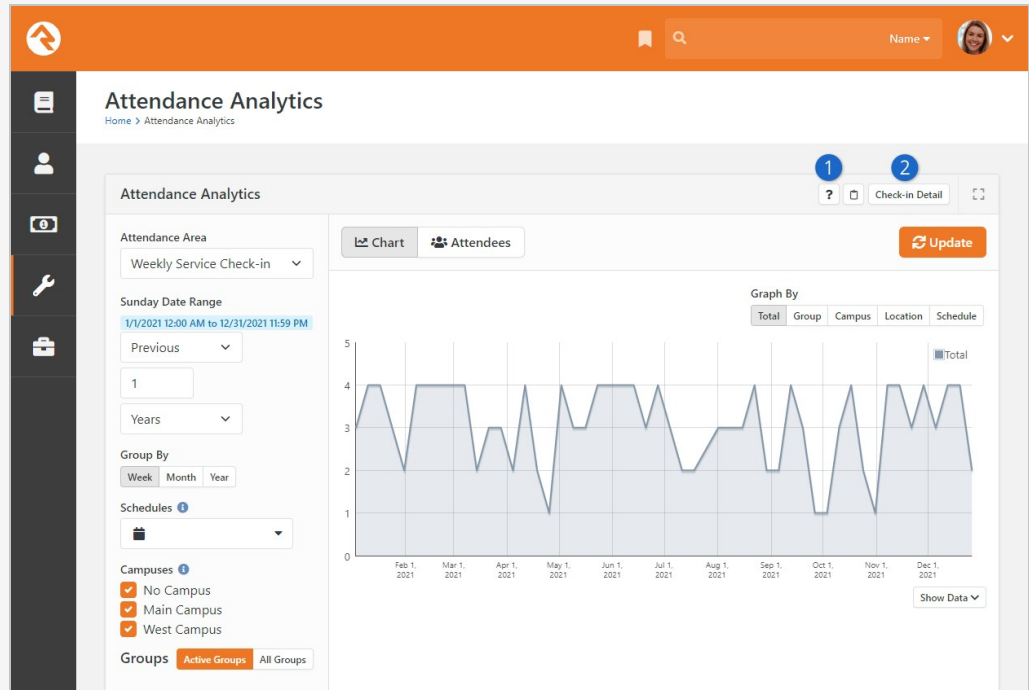 Name
Attendance Analytics
Home > Attendance Analytics
1
2
Attendance Analytics
?
Check-in Detail
Attendance Area
Weekly Service Check-in
Sunday Date Range
1/1/2021 12:00 AM to 12/31/2021 11:59 PM
Previous
1
Years
Group By
Week Month Year
Schedules
Campuses
No Campus
Main Campus
West Campus
Groups Active Groups All Groups
Chart Attendees
Update
Graph By
Total Group Campus Location Schedule
Total
5
4
3
2
1
0
Feb 1, 2021
Mar 1, 2021
Apr 1, 2021
May 1, 2021
Jun 1, 2021
Jul 1, 2021
Aug 1, 2021
Sep 1, 2021
Oct 1, 2021
Nov 1, 2021
Dec 1, 2021
Show Data